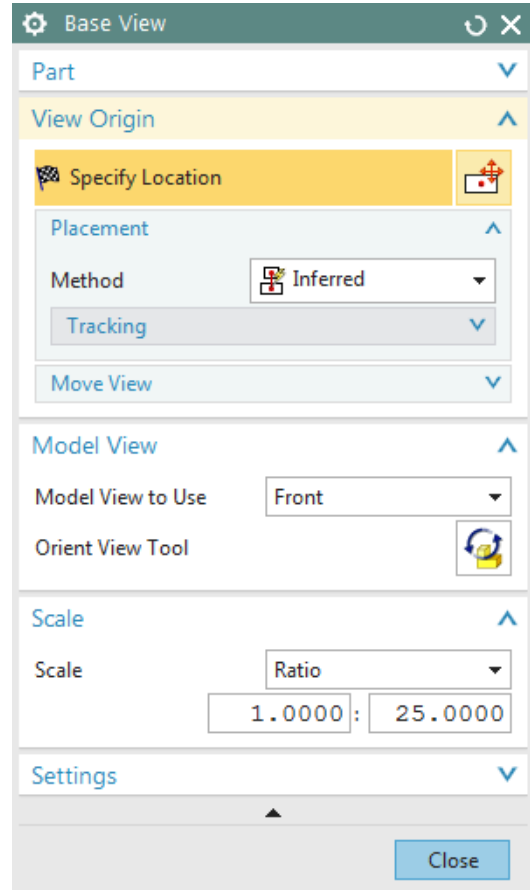 Base View
Part
View Origin
Specify Location
Placement
Method Inferred
Tracking
Move View
Model View
Model View to Use Front
Orient View Tool
Scale
Scale Ratio
1.0000 : 25.0000
Settings
Close